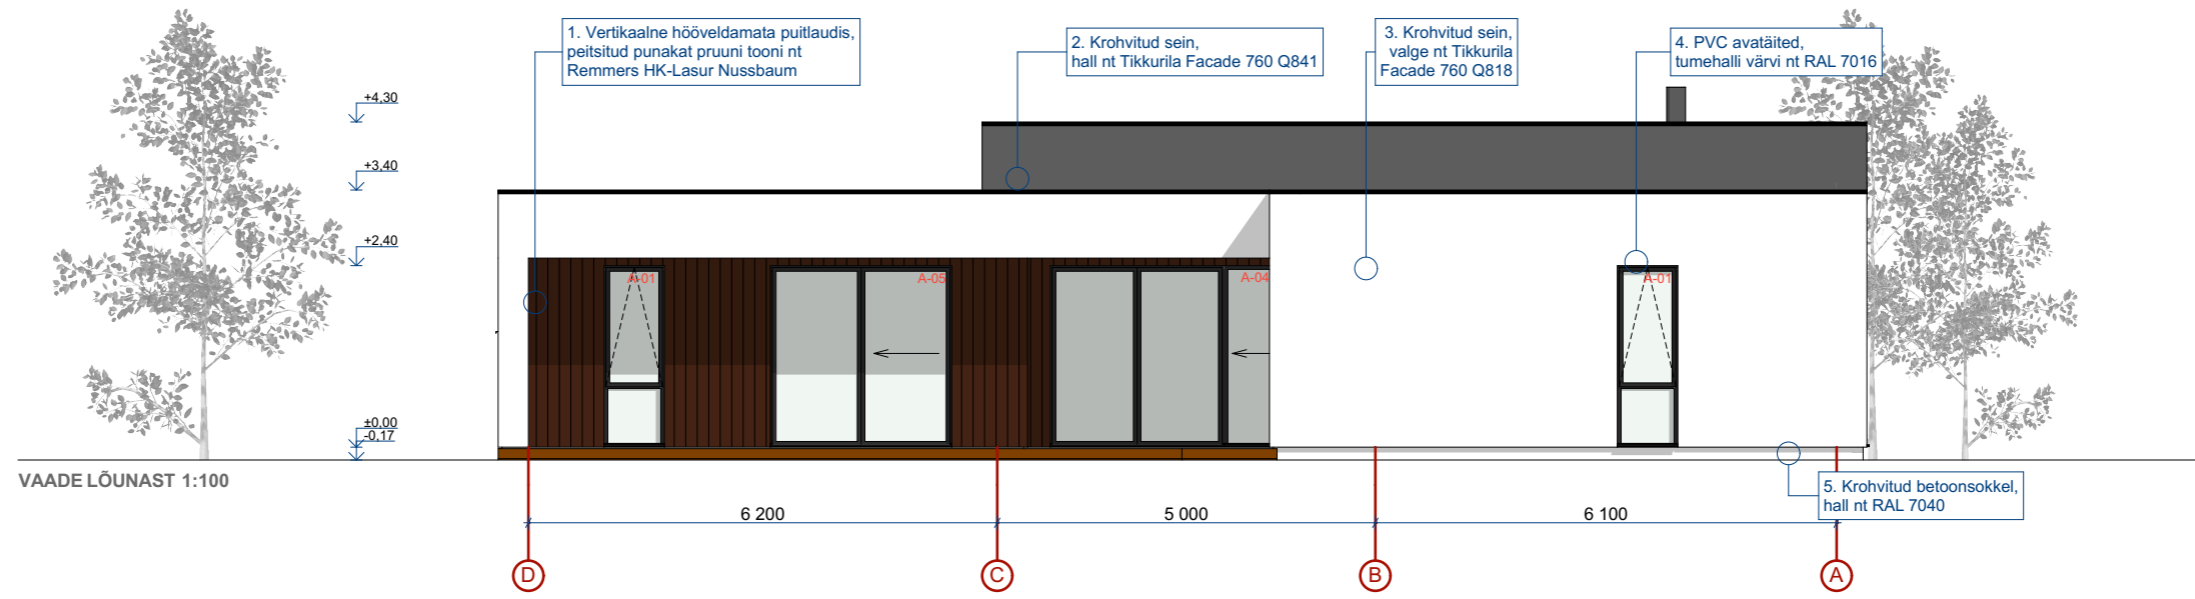 1. Vertikaalne hööveldamata puitlaudis,
peitsitud punakat pruuni tooni nt
Remmers HK-Lasur Nussbaum
2. Krohvitud sein,
hall nt Tikkurila Facade 760 Q841
3. Krohvitud sein,
valge nt Tikkurila
Facade 760 Q818
4. PVC avatäited,
tumehalli värvi nt RAL 7016
+4,30
+3,40
+2,40
±0,00
-0,17
A-01
A-05
A-04
A-01
VAADE LÕUNAST 1:100
5. Krohvitud betoonsokkel,
hall nt RAL 7040
6 200
5 000
6 100
D
C
B
A